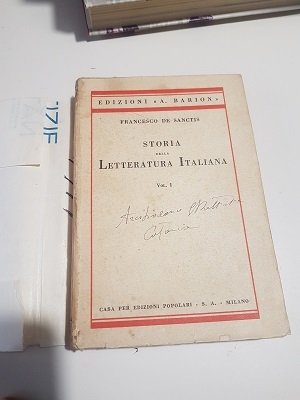 EDIZIONI «A. BARION»
FRANCESCO DE SANCTIS
STORIA
DELLA
LETTERATURA ITALIANA
VOL. I
CASA PER EDIZIONI POPOLARI - S. A. - MILANO